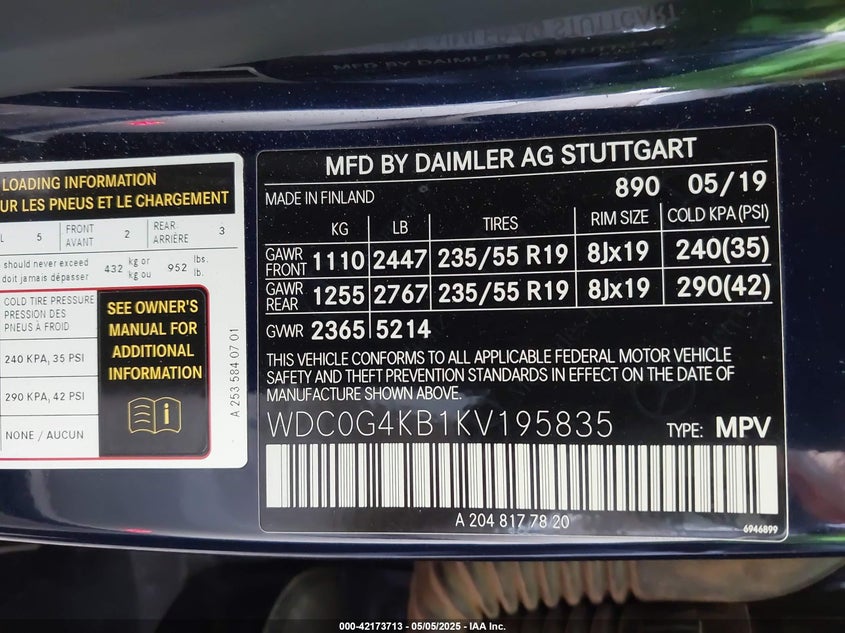 MFD BY DAIMLER AG STUTTGART
LOADING INFORMATION
UR LES PNEUS ET LE CHARGEMENT
L 5 FRONT AVANT 2 REAR ARRIÈRE 3
should never exceed
doit jamais dépasser 432 kg or kg ou 952 lbs. lb.
COLD TIRE PRESSURE
PRESSION DES
PNEUS À FROID
240 KPA, 35 PSI
290 KPA, 42 PSI
NONE / AUCUN
SEE OWNER'S
MANUAL FOR
ADDITIONAL
INFORMATION
A 253 584 07 01
MFD BY DAIMLER AG STUTTGART
MADE IN FINLAND 890 05/19
KG LB TIRES RIM SIZE COLD KPA (PSI)
GAWR FRONT 1110 2447 235/55 R19 8Jx19 240(35)
GAWR REAR 1255 2767 235/55 R19 8Jx19 290(42)
GVWR 2365 5214
THIS VEHICLE CONFORMS TO ALL APPLICABLE FEDERAL MOTOR VEHICLE
SAFETY AND THEFT PREVENTION STANDARDS IN EFFECT ON THE DATE OF
MANUFACTURE SHOWN ABOVE.
WDC0G4KB1KV195835 TYPE: MPV
A 204 817 78 20
6946899
000-42173713 - 05/05/2025 - IAA Inc.